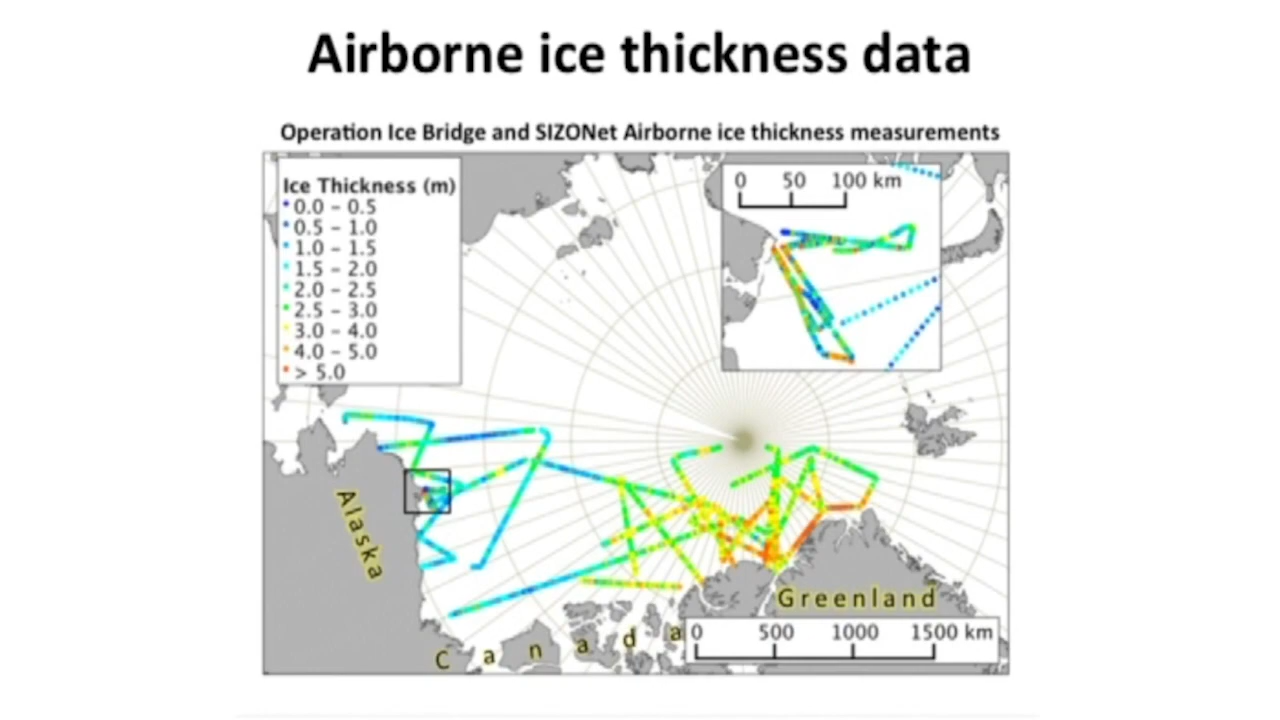 Airborne ice thickness data
Operation Ice Bridge and SIZONet Airborne ice thickness measurements
Ice Thickness (m)
0.0 – 0.5
0.5 – 1.0
1.0 – 1.5
1.5 – 2.0
2.0 – 2.5
2.5 – 3.0
3.0 – 4.0
4.0 – 5.0
> 5.0
0 50 100 km
Alaska
Greenland
Canada
0 500 1000 1500 km